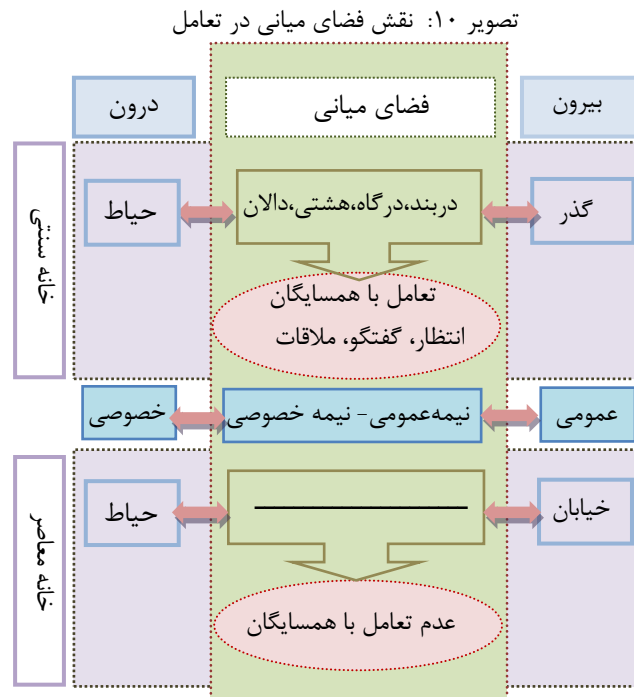 تصویر ۱۰: نقش فضای میانی در تعامل
بیرون
فضای میانی
درون
خانه سنتی
گذر
دربند،درگاه،هشتی،دالان
حیاط
تعامل با همسایگان
انتظار، گفتگو، ملاقات
عمومی
نیمه‌عمومی- نیمه خصوصی
خصوصی
خانه معاصر
خیابان
حیاط
عدم تعامل با همسایگان